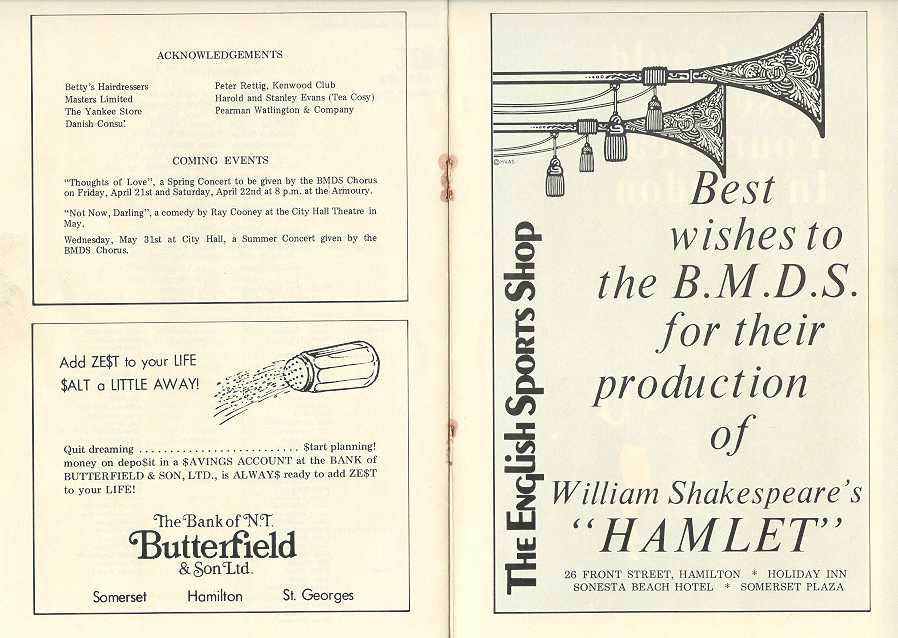 ACKNOWLEDGEMENTS
Betty's Hairdressers
Masters Limited
The Yankee Store
Danish Consul
Peter Rettig, Kenwood Club
Harold and Stanley Evans (Tea Cosy)
Pearman Watlington & Company
COMING EVENTS
"Thoughts of Love", a Spring Concert to be given by the BMDS Chorus
on Friday, April 21st and Saturday, April 22nd at 8 p.m. at the Armoury.
"Not Now, Darling", a comedy by Ray Cooney at the City Hall Theatre in
May.
Wednesday, May 31st at City Hall, a Summer Concert given by the
BMDS Chorus.
Add ZE$T to your LIFE
$ALT a LITTLE AWAY!
Quit dreaming .......................... $tart planning!
money on depo$it in a $AVINGS ACCOUNT at the BANK of
BUTTERFIELD & SON, LTD., is ALWAY$ ready to add ZE$T
to your LIFE!
The Bank of N.T.
Butterfield
& Son Ltd.
Somerset Hamilton St. Georges
©HVAS
THE ENGLISH SPORTS SHOP
Best
wishes to
the B.M.D.S.
for their
production
of
William Shakespeare's
"HAMLET"
26 FRONT STREET, HAMILTON * HOLIDAY INN
SONESTA BEACH HOTEL * SOMERSET PLAZA